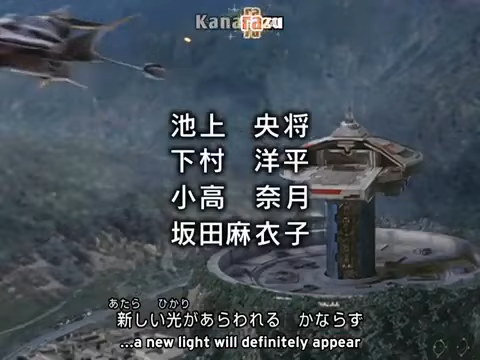 Kanarazu
池上　央将
下村　洋平
小高　奈月
坂田麻衣子
あたら　ひかり
新しい光があらわれる　かならず
...a new light will definitely appear